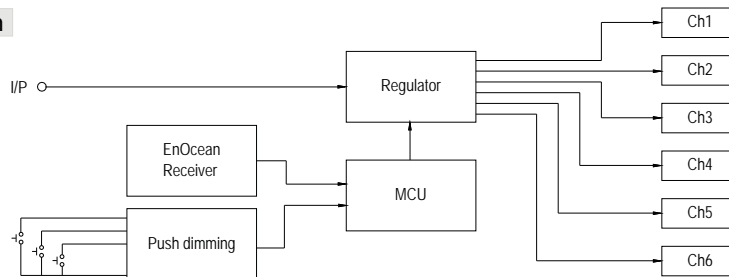 Ch1
Ch2
I/P
Regulator
Ch3
EnOcean
Receiver
Ch4
MCU
Push dimming
Ch5
Ch6